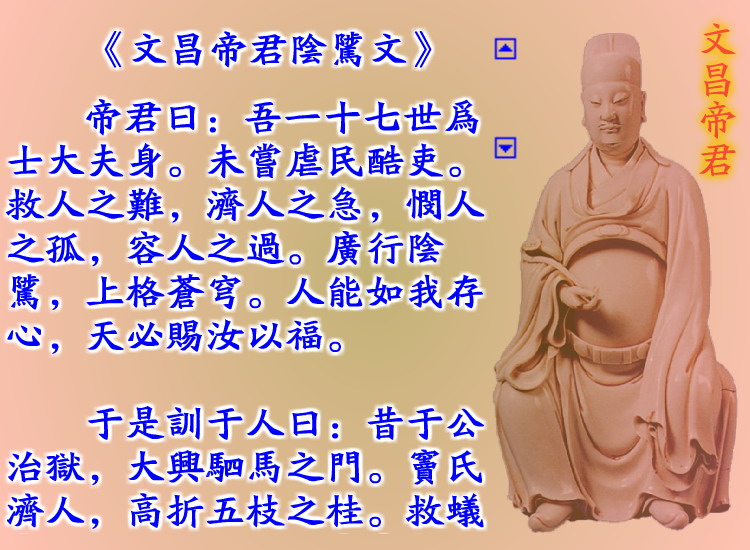 《文昌帝君陰騭文》
帝君曰：吾一十七世爲
士大夫身。未嘗虐民酷吏。
救人之難，濟人之急，憫人
之孤，容人之過。廣行陰
騭，上格蒼穹。人能如我存
心，天必賜汝以福。
于是訓于人曰：昔于公
治獄，大興駟馬之門。竇氏
濟人，高折五枝之桂。救蟻
文昌帝君